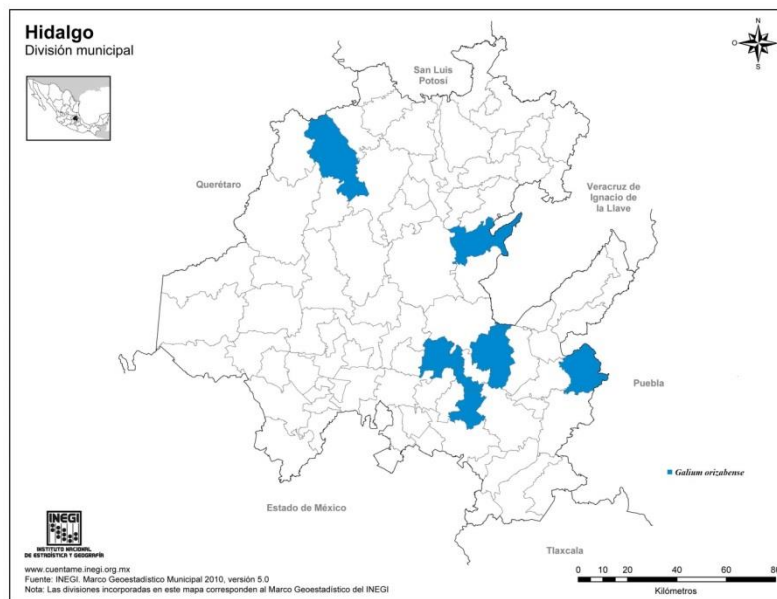 Hidalgo
División municipal
N
O
E
S
San Luis
Potosí
Querétaro
Veracruz de
Ignacio de
la Llave
Puebla
Galium orizabense
Estado de México
Tlaxcala
INEGI
INSTITUTO NACIONAL
DE ESTADÍSTICA Y GEOGRAFÍA
www.cuentame.inegi.org.mx
Fuente: INEGI. Marco Geoestadístico Municipal 2010, versión 5.0
Nota: Las divisiones incorporadas en este mapa corresponden al Marco Geoestadístico del INEGI
0 20 40 60 80
Kilómetros